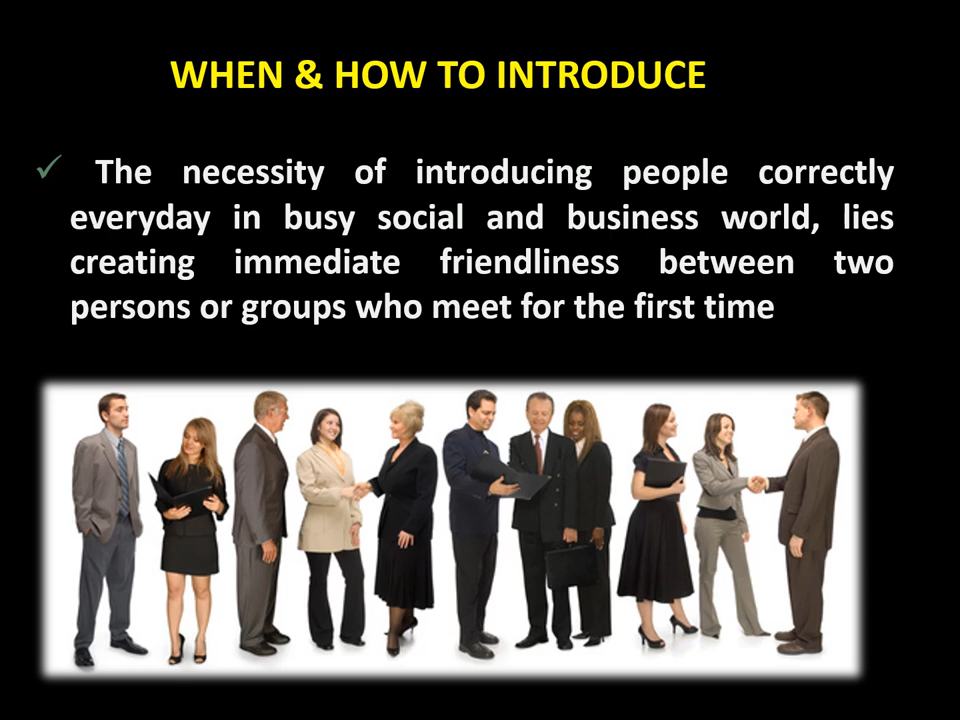 WHEN & HOW TO INTRODUCE
✓ The necessity of introducing people correctly
everyday in busy social and business world, lies
creating immediate friendliness between two
persons or groups who meet for the first time